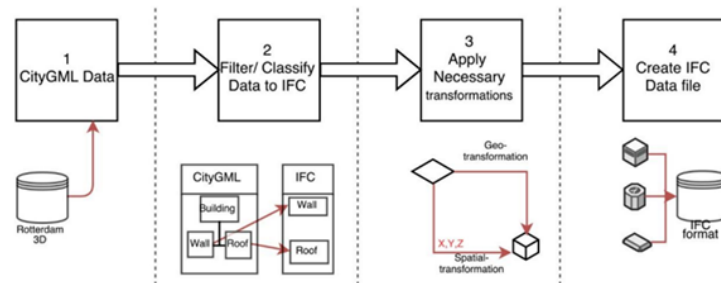 1
CityGML Data
2
Filter/ Classify
Data to IFC
3
Apply
Necessary
transformations
4
Create IFC
Data file
Rotterdam
3D
CityGML
IFC
Building
Wall
Wall
Roof
Roof
Geo-
transformation
X,Y,Z
Spatial-
transformation
IFC
format